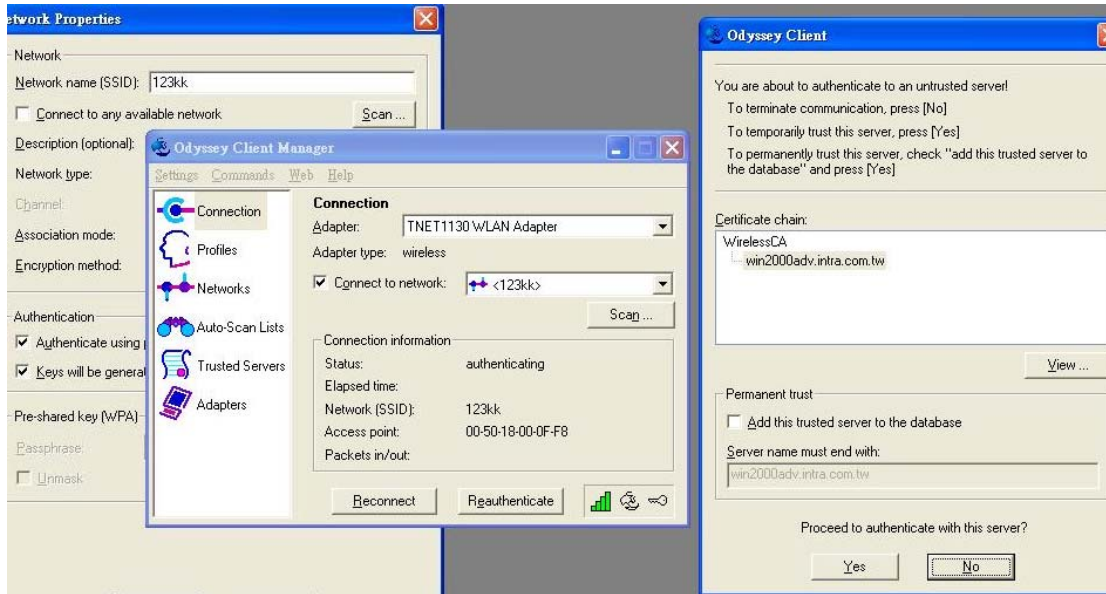 etwork Properties
Network
Network name (SSID): 123kk
Connect to any available network
Scan ...
Description (optional):
Network type:
Channel:
Association mode:
Encryption method:
Authentication
Authenticate using
Keys will be general
Pre-shared key (WPA)
Passphrase:
Unmask
Odyssey Client Manager
Settings Commands Web Help
Connection
Profiles
Networks
Auto-Scan Lists
Trusted Servers
Adapters
Connection
Adapter: TNET1130 WLAN Adapter
Adapter type: wireless
Connect to network: <123kk>
Scan ...
Connection information
Status: authenticating
Elapsed time:
Network (SSID): 123kk
Access point: 00-50-18-00-0F-F8
Packets in/out:
Reconnect Reauthenticate
Odyssey Client
You are about to authenticate to an untrusted server!
To terminate communication, press [No]
To temporarily trust this server, press [Yes]
To permanently trust this server, check "add this trusted server to
the database" and press [Yes]
Certificate chain:
WirelessCA
win2000adv.intra.com.tw
View ...
Permanent trust
Add this trusted server to the database
Server name must end with:
win2000adv.intra.com.tw
Proceed to authenticate with this server?
Yes No